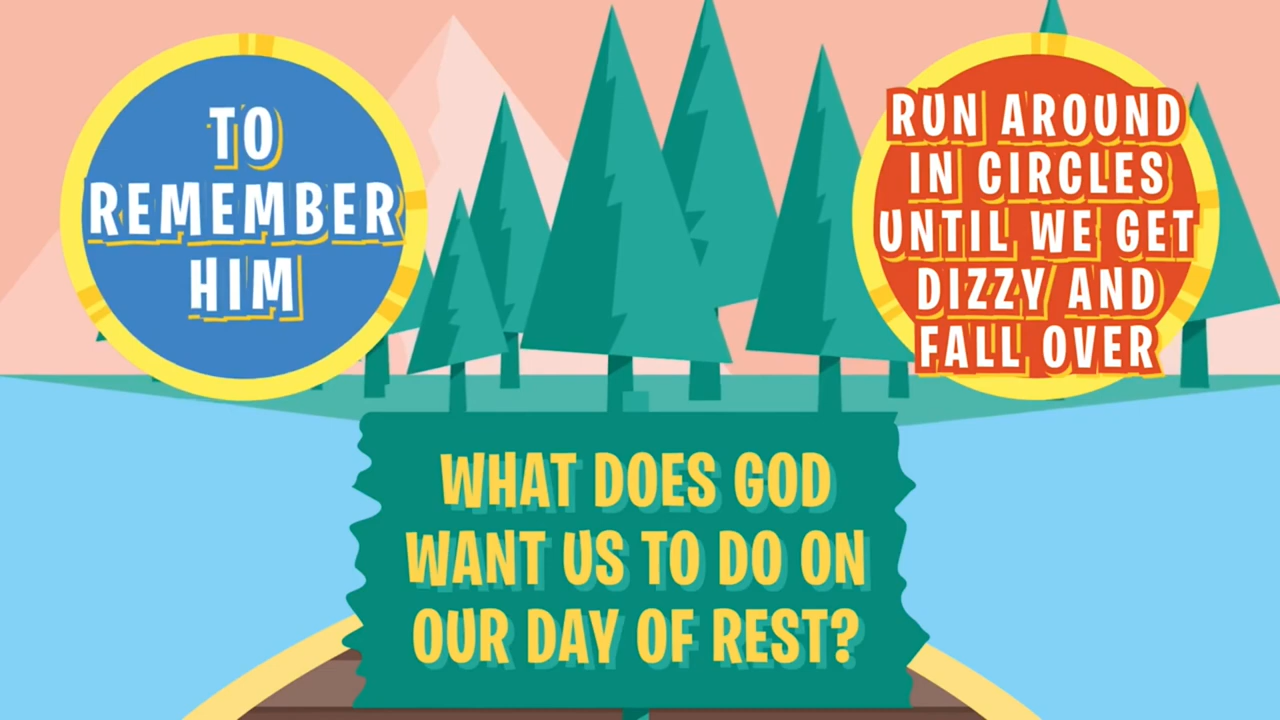 TO
REMEMBER
HIM
RUN AROUND
IN CIRCLES
UNTIL WE GET
DIZZY AND
FALL OVER
WHAT DOES GOD
WANT US TO DO ON
OUR DAY OF REST?